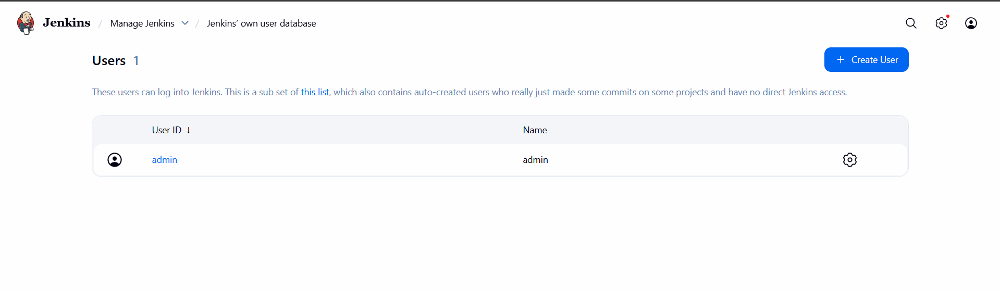 Jenkins / Manage Jenkins / Jenkins’ own user database
Users 1
+ Create User
These users can log into Jenkins. This is a sub set of this list, which also contains auto-created users who really just made some commits on some projects and have no direct Jenkins access.
User ID ↓ Name
admin admin